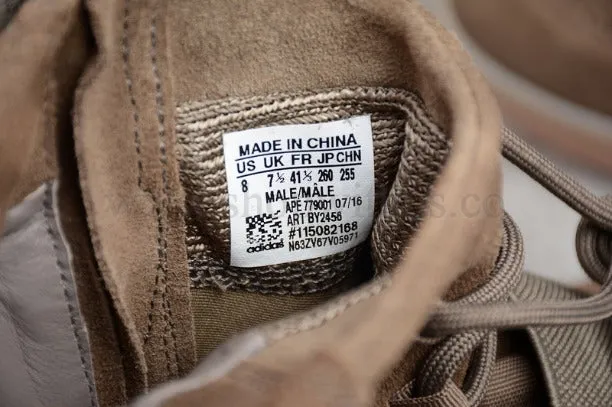 MADE IN CHINA
US UK FR JP CHN
8 7½ 41⅓ 260 255
MALE/MÂLE
APE 779001 07/16
ART BY2456
#115082168
adidas N63ZV67V05971